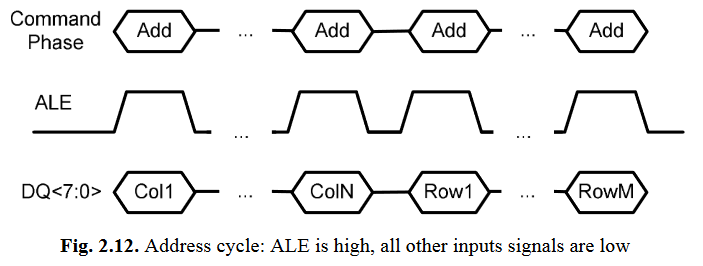 Command
Phase
Add ... Add Add ... Add
ALE
... ...
DQ<7:0> Col1 ... ColN Row1 ... RowM
Fig. 2.12. Address cycle: ALE is high, all other inputs signals are low